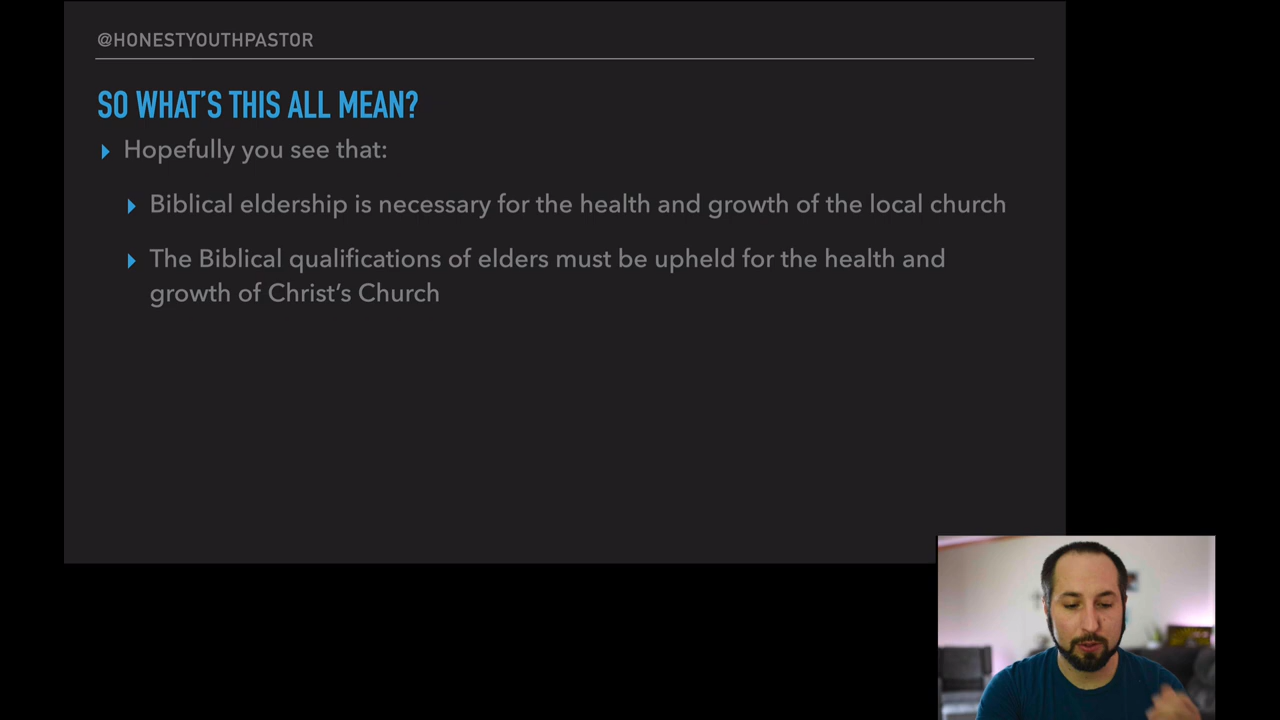 @HONESTYOUTHPASTOR
SO WHAT'S THIS ALL MEAN?
Hopefully you see that:
Biblical eldership is necessary for the health and growth of the local church
The Biblical qualifications of elders must be upheld for the health and
growth of Christ's Church